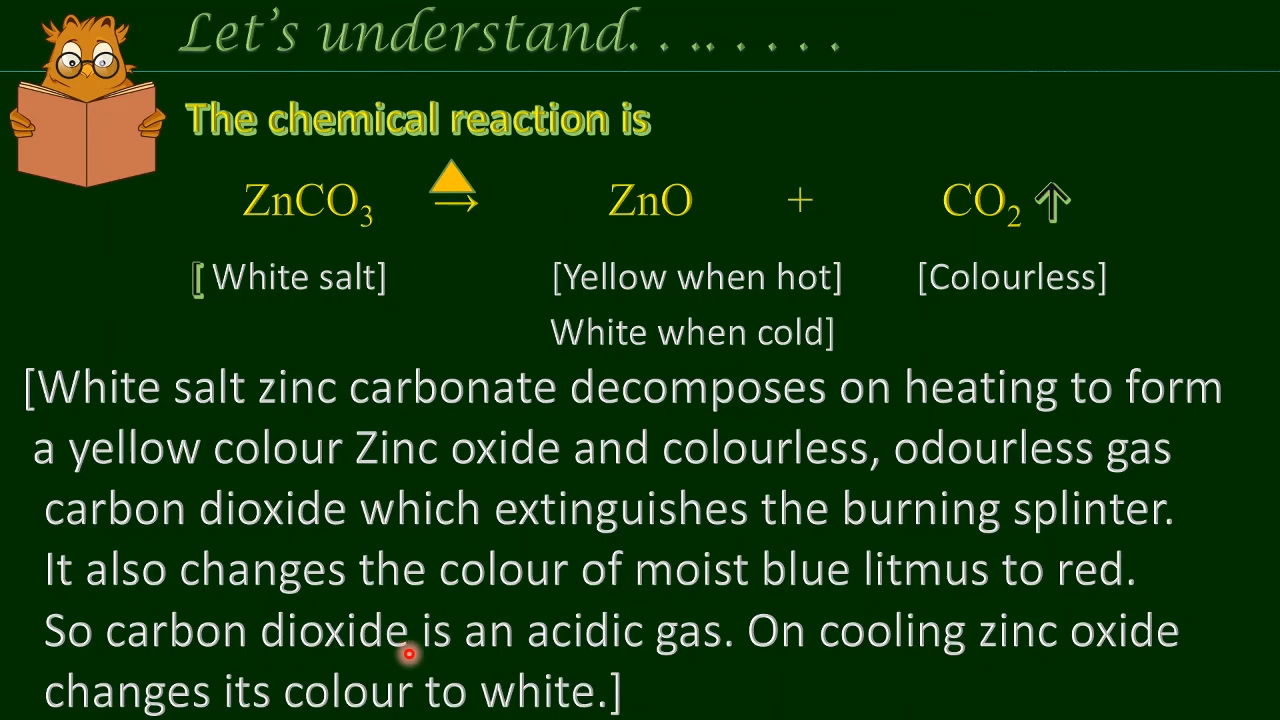 Let's understand. . .. . . . .
The chemical reaction is
ZnCO₃ → ZnO + CO₂ ↑
[ White salt] [Yellow when hot] [Colourless]
White when cold]
[White salt zinc carbonate decomposes on heating to form
a yellow colour Zinc oxide and colourless, odourless gas
carbon dioxide which extinguishes the burning splinter.
It also changes the colour of moist blue litmus to red.
So carbon dioxide is an acidic gas. On cooling zinc oxide
changes its colour to white.]